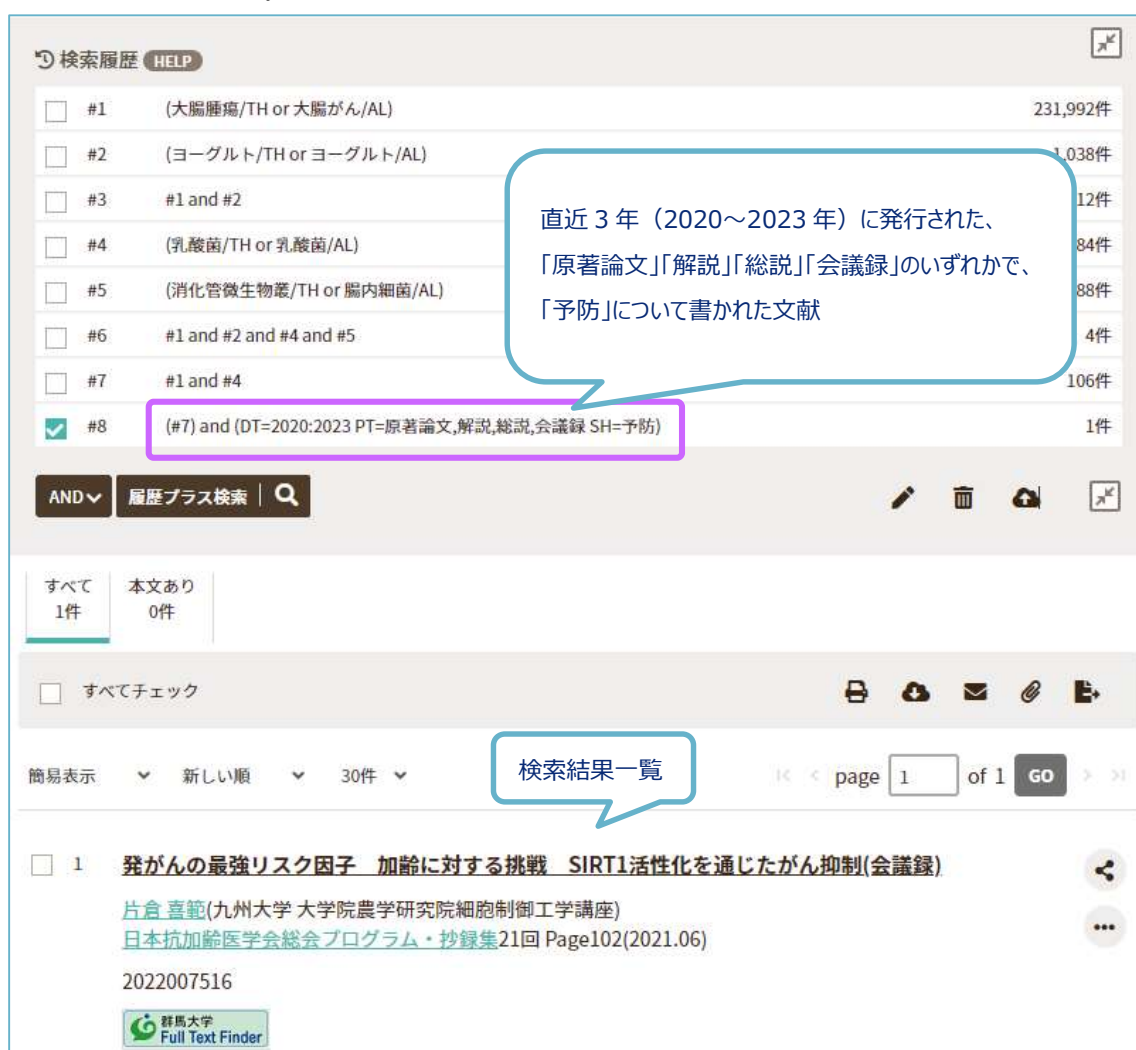 検索履歴 HELP
#1 (大腸腫瘍/TH or 大腸がん/AL) 231,992件
#2 (ヨーグルト/TH or ヨーグルト/AL) 1,038件
#3 #1 and #2 12件
#4 (乳酸菌/TH or 乳酸菌/AL) 84件
#5 (消化管微生物叢/TH or 腸内細菌/AL) 88件
#6 #1 and #2 and #4 and #5 4件
#7 #1 and #4 106件
#8 (#7) and (DT=2020:2023 PT=原著論文,解説,総説,会議録 SH=予防) 1件
直近 3 年（2020～2023 年）に発行された、
「原著論文」「解説」「総説」「会議録」のいずれかで、
「予防」について書かれた文献
AND 履歴プラス検索
すべて 本文あり
1件 0件
すべてチェック
簡易表示 新しい順 30件 page 1 of 1 GO
検索結果一覧
1 発がんの最強リスク因子 加齢に対する挑戦 SIRT1活性化を通じたがん抑制(会議録)
片倉 喜範(九州大学 大学院農学研究院細胞制御工学講座)
日本抗加齢医学会総会プログラム・抄録集21回 Page102(2021.06)
2022007516
群馬大学
Full Text Finder